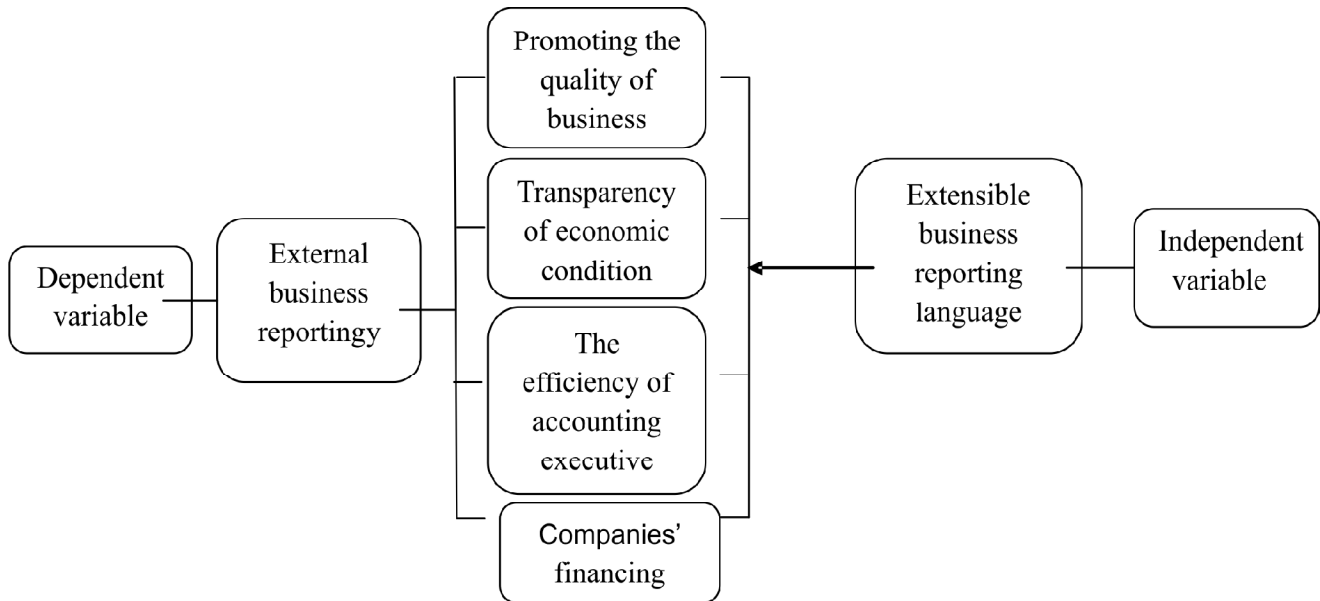 Dependent
variable
External
business
reportingy
Promoting the
quality of
business
Transparency
of economic
condition
The
efficiency of
accounting
executive
Companies’
financing
Extensible
business
reporting
language
Independent
variable